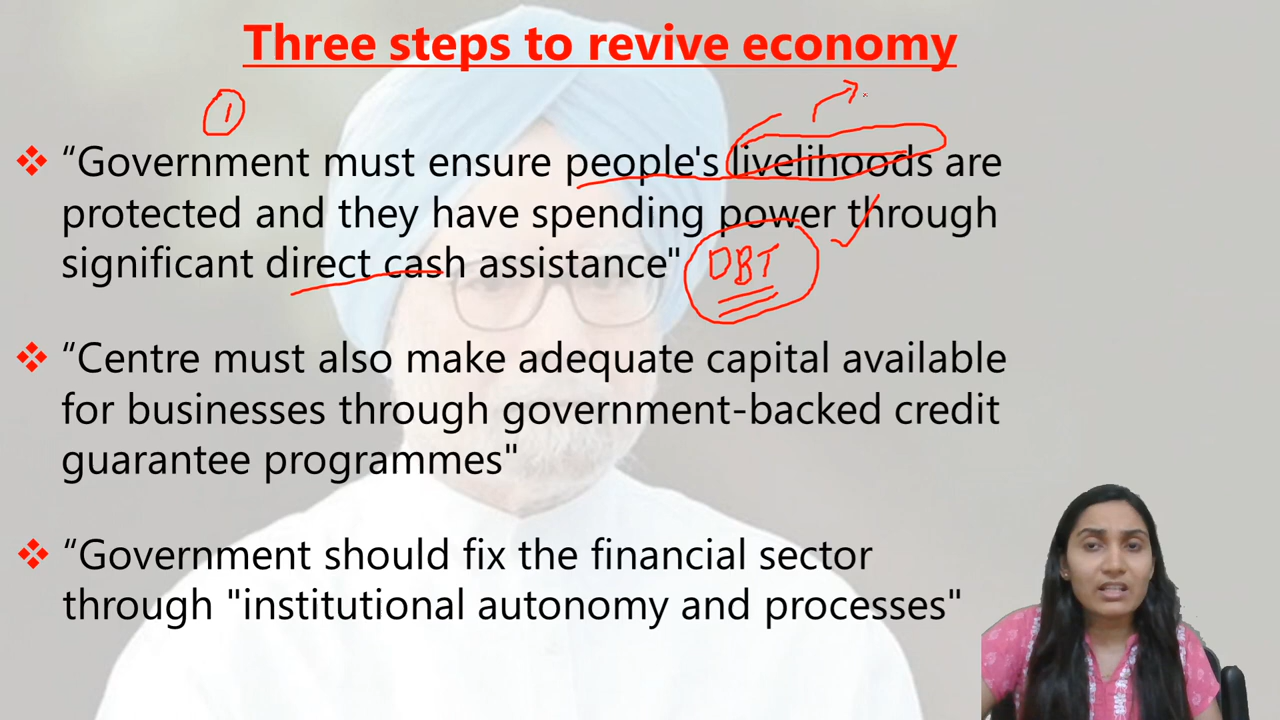 Three steps to revive economy
1
❖ “Government must ensure people's livelihoods are
protected and they have spending power through
significant direct cash assistance"
DBT
❖ “Centre must also make adequate capital available
for businesses through government-backed credit
guarantee programmes"
❖ “Government should fix the financial sector
through "institutional autonomy and processes"